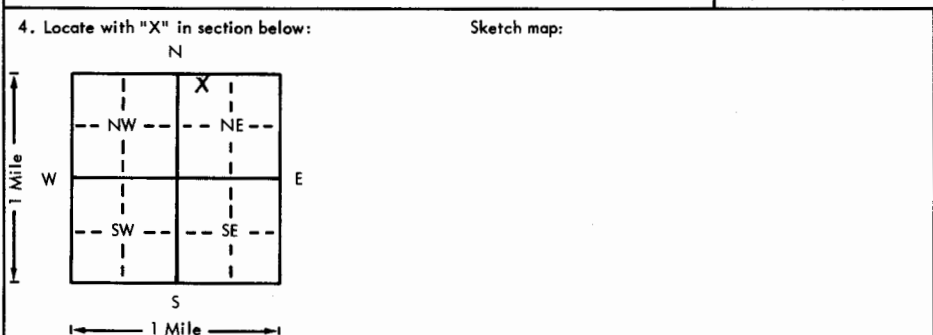 4. Locate with "X" in section below: Sketch map:
N
X
NW NE
1 Mile W E
SW SE
S
1 Mile